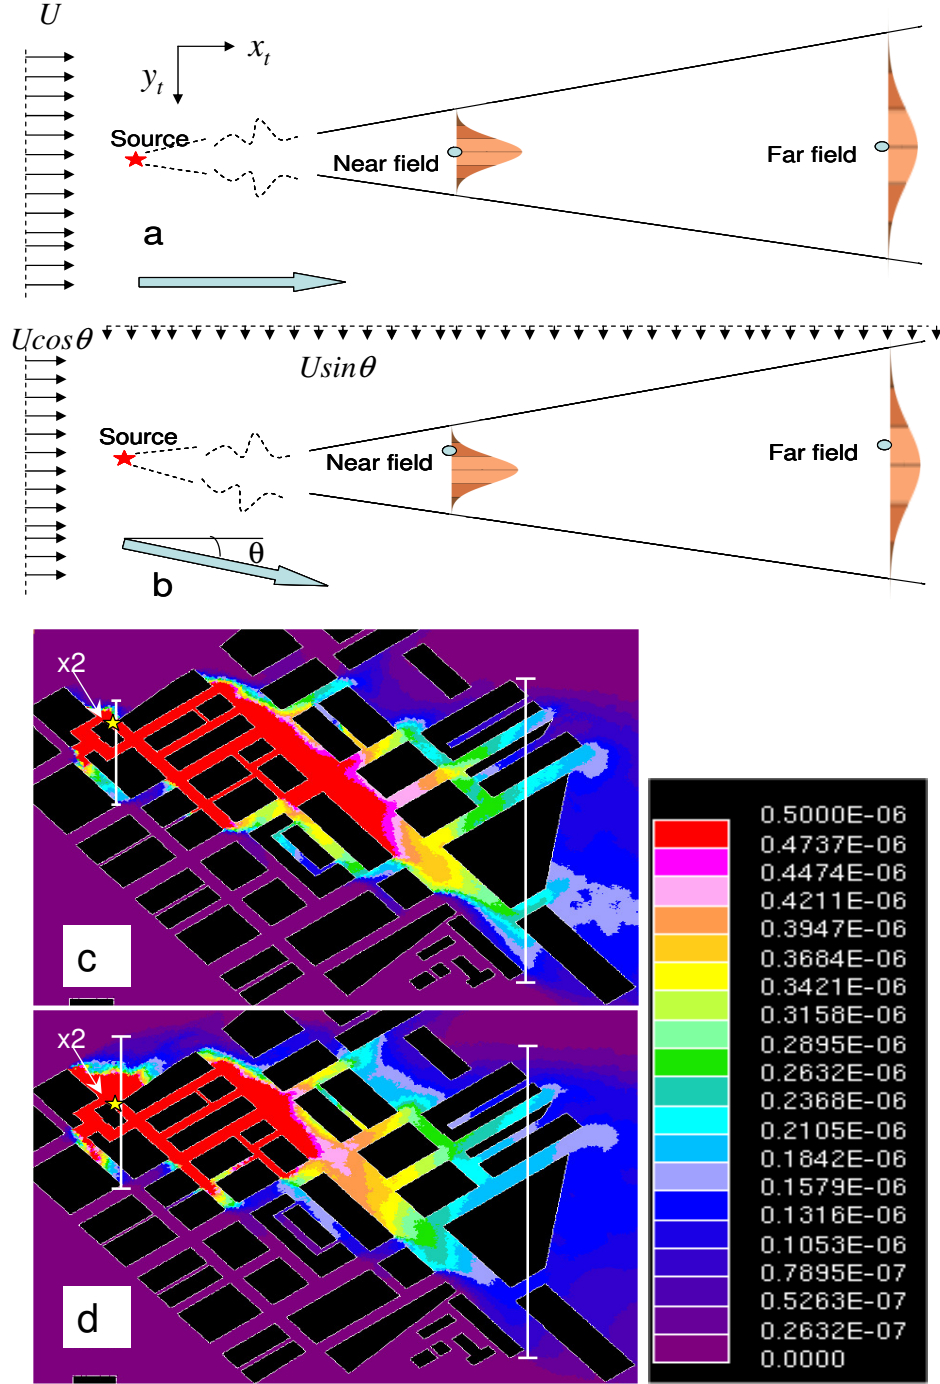 U
x_t
y_t
Source
Near field
Far field
a
Ucosθ
Usinθ
Source
Near field
Far field
θ
b
x2
c
x2
d
0.5000E-06
0.4737E-06
0.4474E-06
0.4211E-06
0.3947E-06
0.3684E-06
0.3421E-06
0.3158E-06
0.2895E-06
0.2632E-06
0.2368E-06
0.2105E-06
0.1842E-06
0.1579E-06
0.1316E-06
0.1053E-06
0.7895E-07
0.5263E-07
0.2632E-07
0.0000